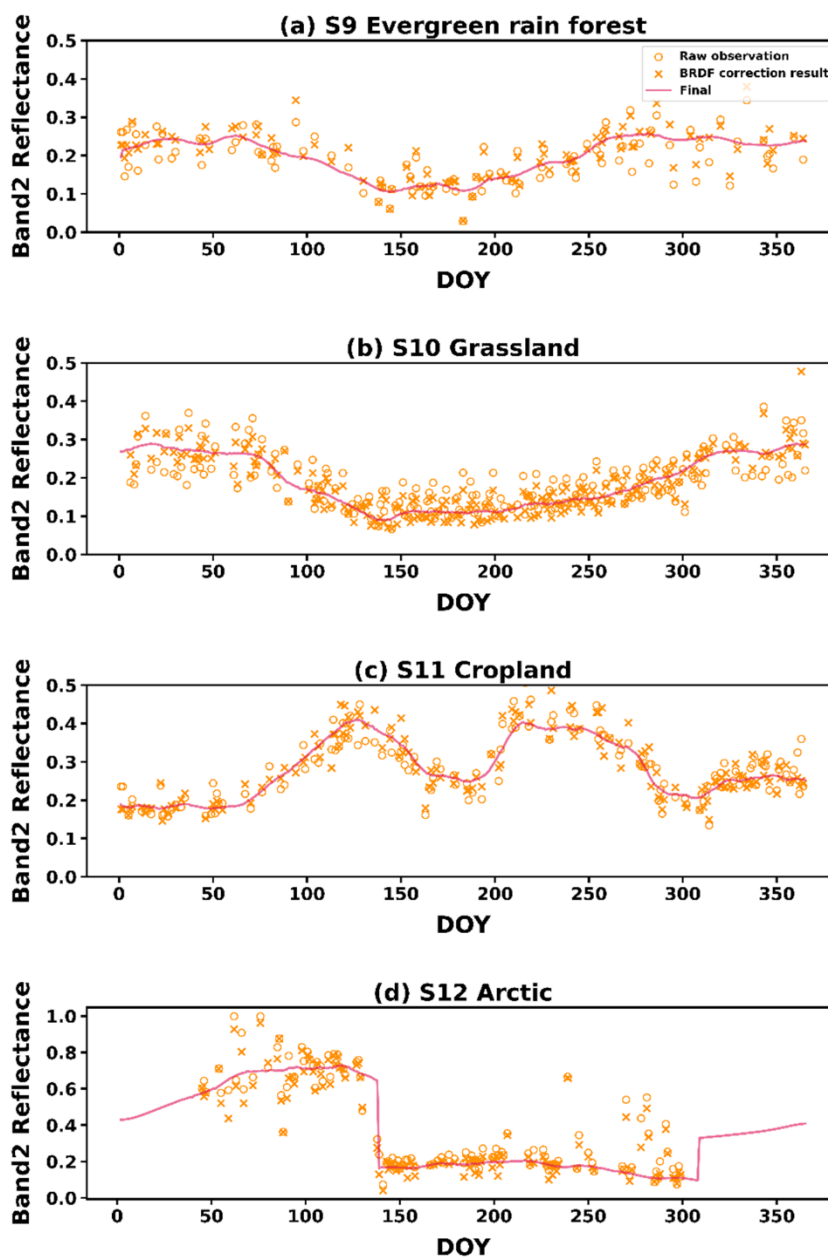 (a) S9 Evergreen rain forest
Band2 Reflectance
0.5
0.4
0.3
0.2
0.1
0.0
Raw observation
BRDF correction result
Final
0 50 100 150 200 250 300 350
DOY
(b) S10 Grassland
Band2 Reflectance
0.5
0.4
0.3
0.2
0.1
0.0
0 50 100 150 200 250 300 350
DOY
(c) S11 Cropland
Band2 Reflectance
0.5
0.4
0.3
0.2
0.1
0.0
0 50 100 150 200 250 300 350
DOY
(d) S12 Arctic
Band2 Reflectance
1.0
0.8
0.6
0.4
0.2
0.0
0 50 100 150 200 250 300 350
DOY